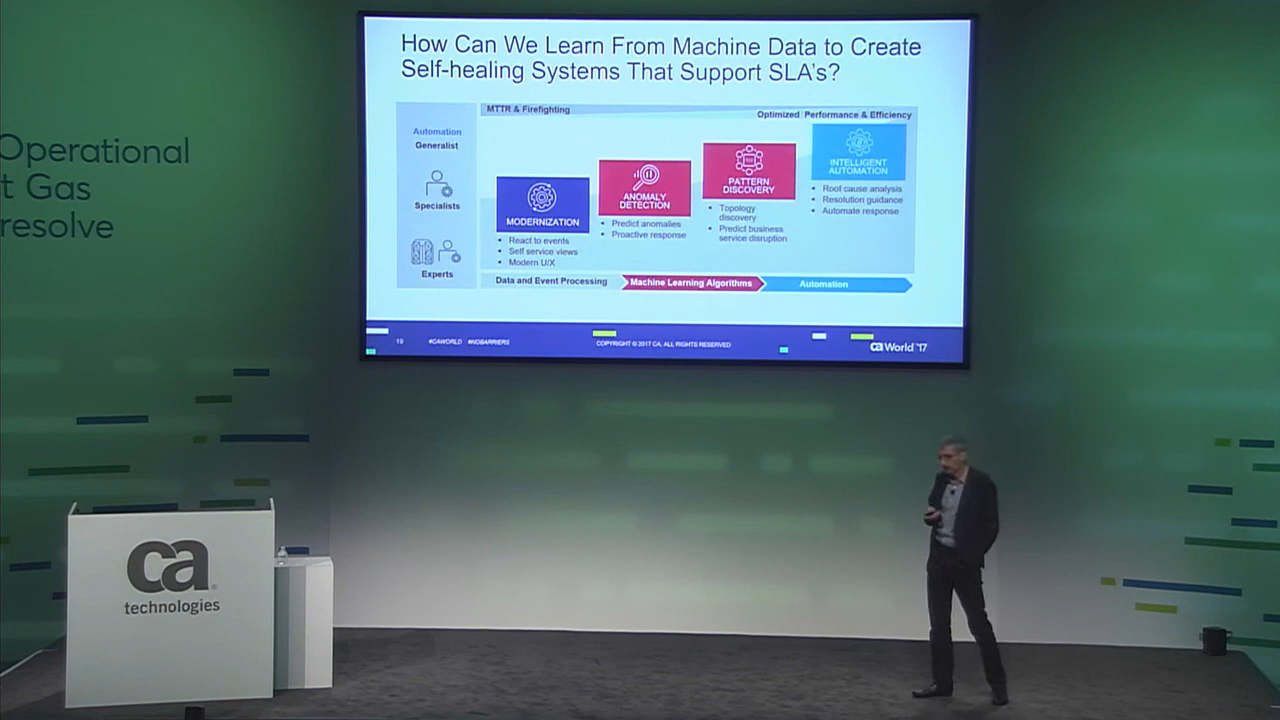 Operational
t Gas
resolve
How Can We Learn From Machine Data to Create
Self-healing Systems That Support SLA's?
MTTR & Firefighting
Optimized Performance & Efficiency
Automation
Generalist
Specialists
Experts
MODERNIZATION
• React to events
• Self service views
• Modern U/X
ANOMALY
DETECTION
• Predict anomalies
• Proactive response
PATTERN
DISCOVERY
• Topology
discovery
• Predict business
service disruption
INTELLIGENT
AUTOMATION
• Root cause analysis
• Resolution guidance
• Automate response
Data and Event Processing
Machine Learning Algorithms
Automation
19
#CAWORLD #NOBARRIERS
COPYRIGHT © 2017 CA. ALL RIGHTS RESERVED
ca World '17
ca
technologies